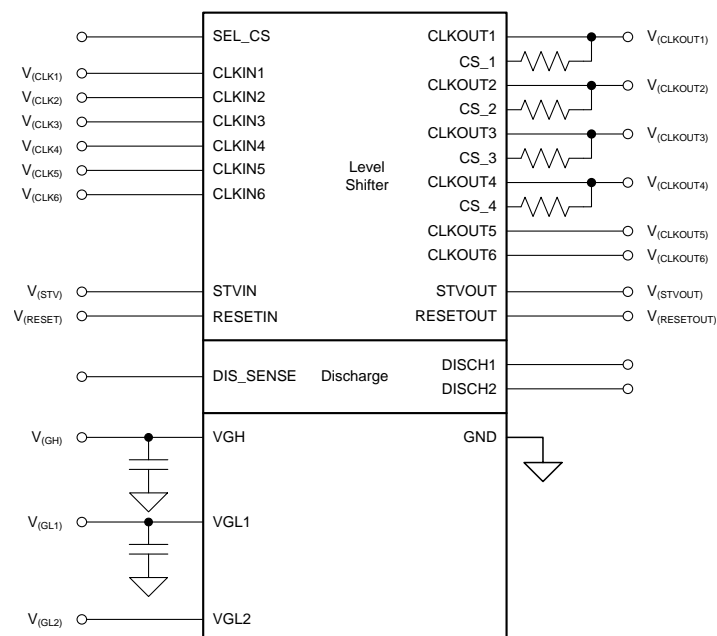 SEL_CS
CLKOUT1
V(CLKOUT1)
CS_1
V(CLK1)
CLKIN1
CLKOUT2
V(CLKOUT2)
V(CLK2)
CLKIN2
CS_2
V(CLK3)
CLKIN3
CLKOUT3
V(CLKOUT3)
V(CLK4)
CLKIN4
CS_3
V(CLK5)
CLKIN5
Level
Shifter
CLKOUT4
V(CLKOUT4)
V(CLK6)
CLKIN6
CS_4
CLKOUT5
V(CLKOUT5)
CLKOUT6
V(CLKOUT6)
V(STV)
STVIN
STVOUT
V(STVOUT)
V(RESET)
RESETIN
RESETOUT
V(RESETOUT)
DIS_SENSE
Discharge
DISCH1
DISCH2
V(GH)
VGH
GND
V(GL1)
VGL1
V(GL2)
VGL2